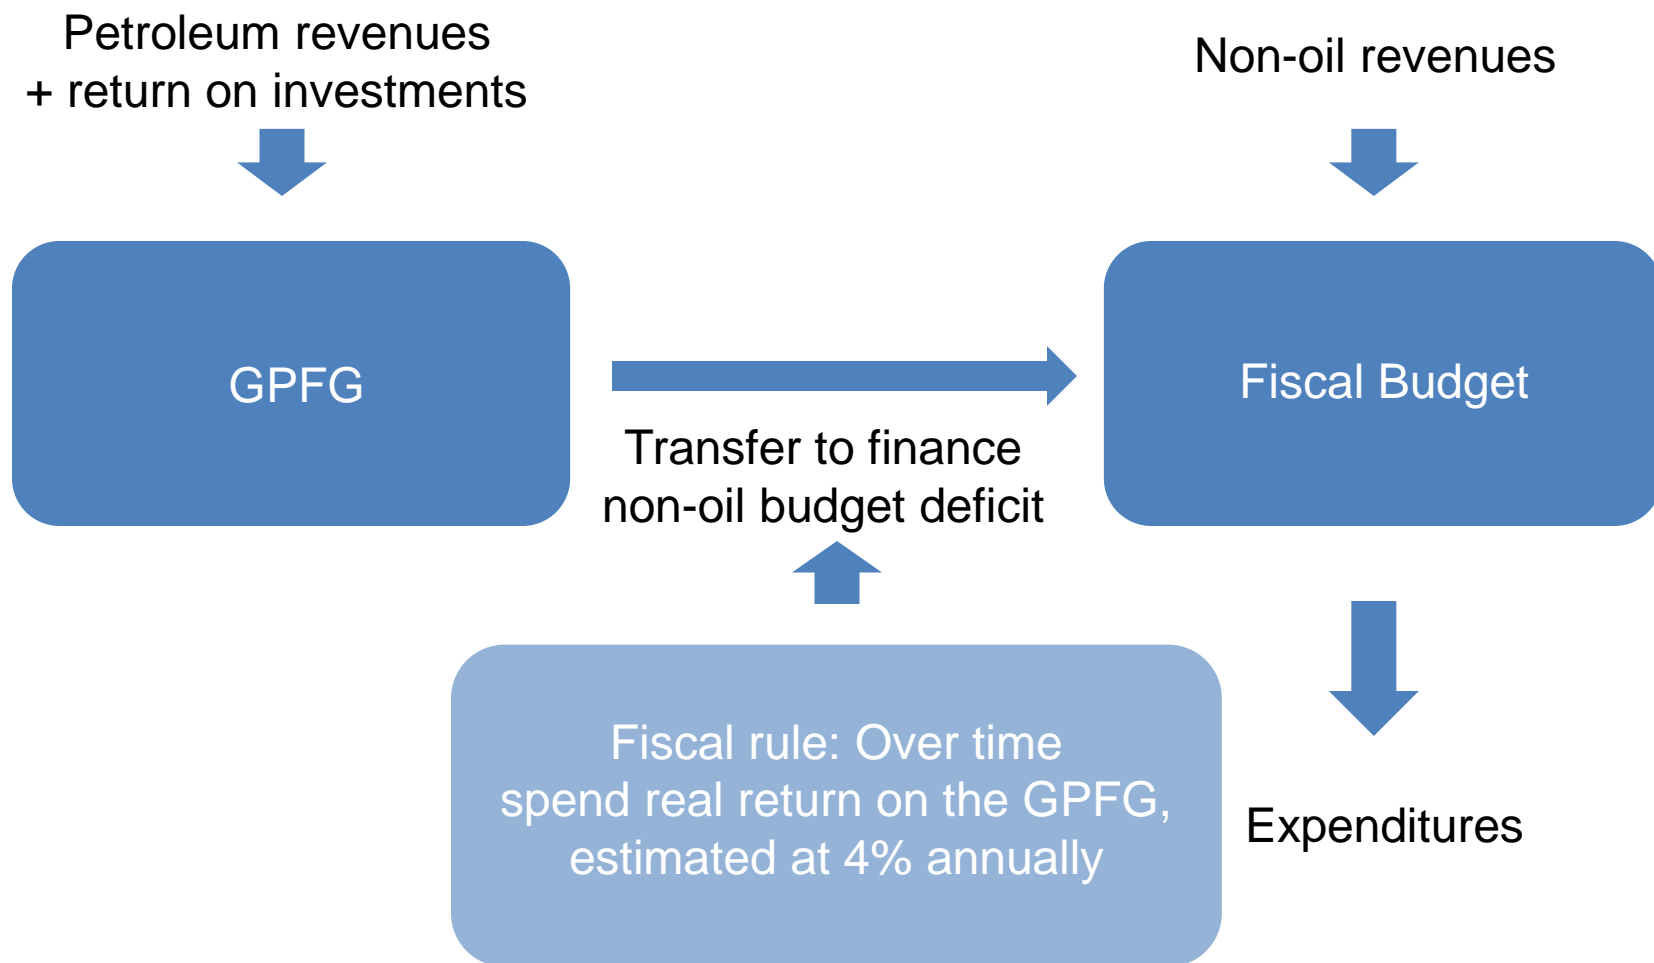 Petroleum revenues
+ return on investments
Non-oil revenues
GPFG
Fiscal Budget
Transfer to finance
non-oil budget deficit
Fiscal rule: Over time
spend real return on the GPFG,
estimated at 4% annually
Expenditures